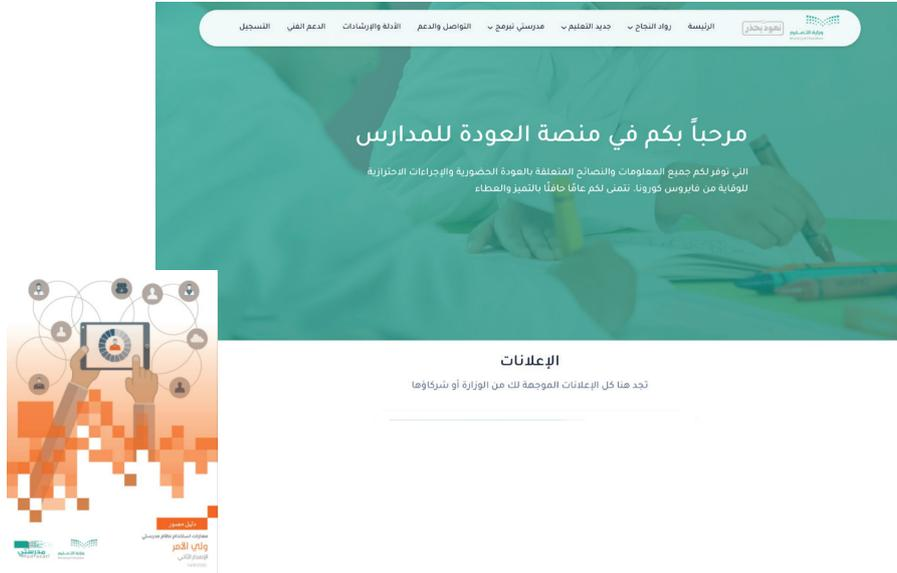 وزارة التعليم
نعود بحذر
الرئيسة
رواد النجاح
جديد التعليم
مدرستي تبرمج
التواصل والدعم
الأدلة والإرشادات
الدعم الفني
التسجيل
مرحباً بكم في منصة العودة للمدارس
التي توفر لكم جميع المعلومات والنصائح المتعلقة بالعودة الحضورية والإجراءات الاحترازية
للوقاية من فايروس كورونا. نتمنى لكم عامًا حافلًا بالتميز والعطاء
الإعلانات
تجد هنا كل الإعلانات الموجهة لك من الوزارة أو شركاؤها
دليل مصور
مهارات استخدام نظام مدرستي
ولي الأمر
الإصدار الثاني
وزارة التعليم
مدرستي